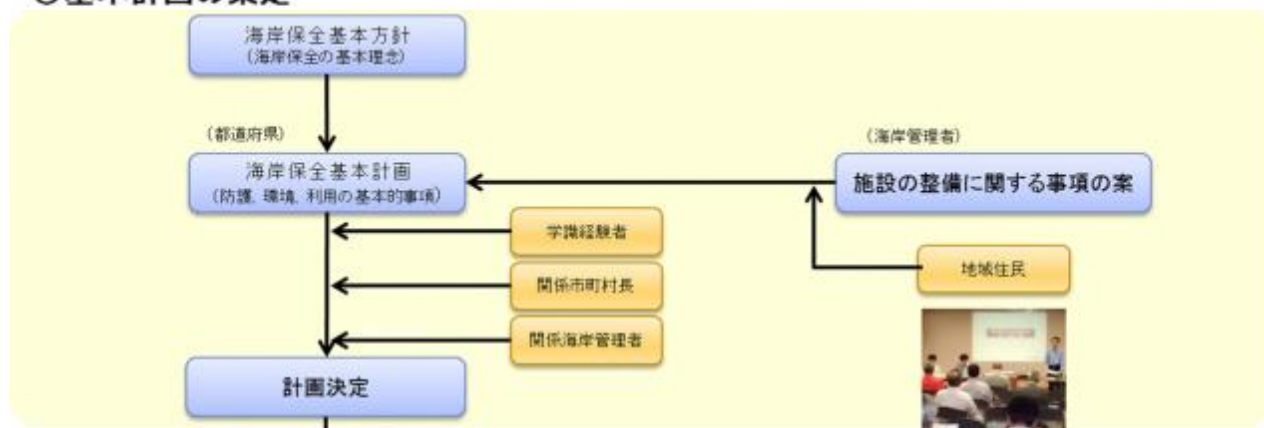 海岸保全基本方針
(海岸保全の基本理念)
(都道府県)
(海岸管理者)
海岸保全基本計画
(防護, 環境, 利用の基本的事項)
施設の整備に関する事項の案
学識経験者
地域住民
関係市町村長
関係海岸管理者
計画決定